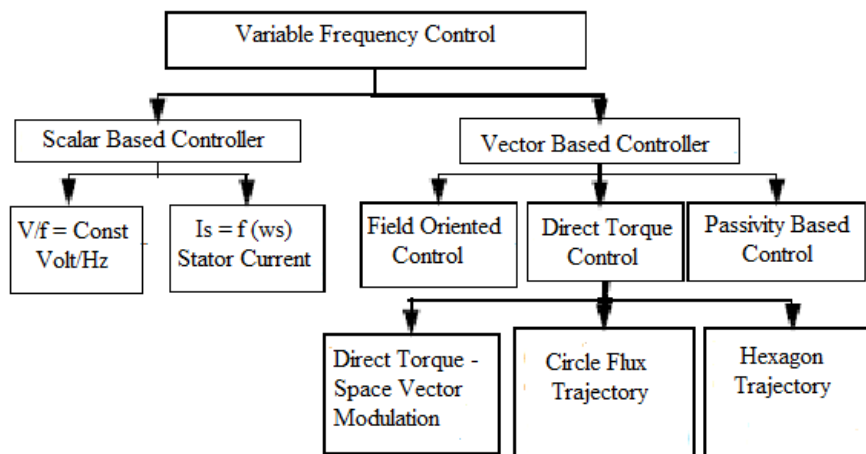 Variable Frequency Control
Scalar Based Controller
Vector Based Controller
V/f = Const
Volt/Hz
Is = f (ws)
Stator Current
Field Oriented
Control
Direct Torque
Control
Passivity Based
Control
Direct Torque -
Space Vector
Modulation
Circle Flux
Trajectory
Hexagon
Trajectory